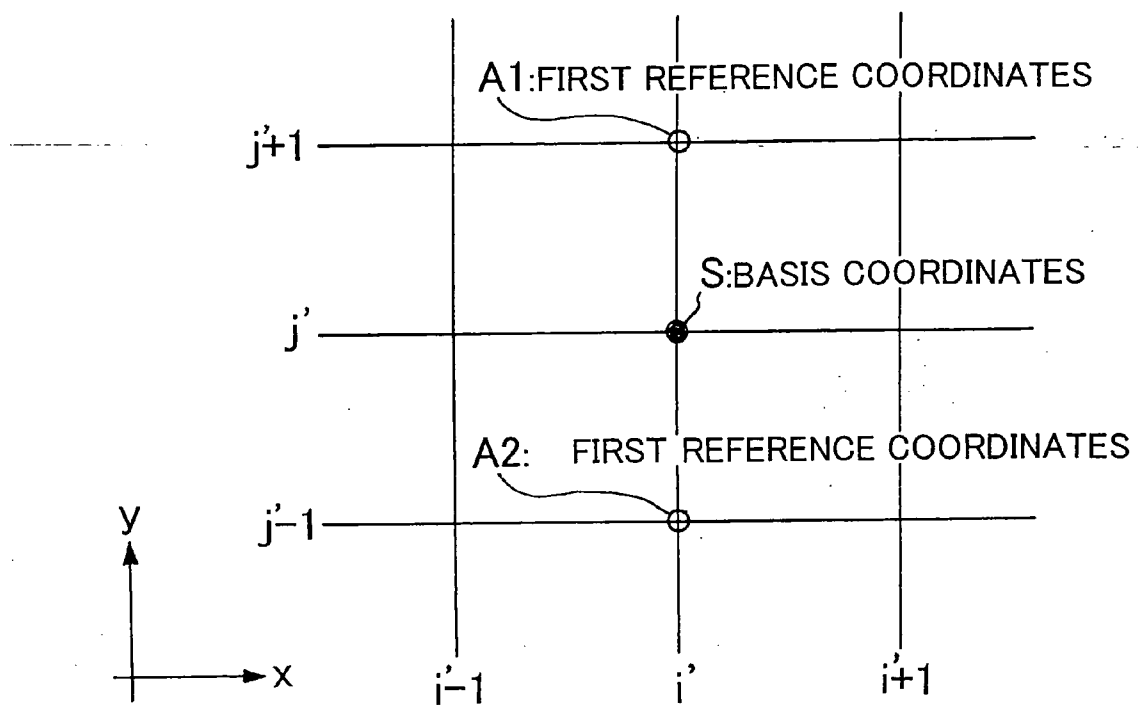 A1:FIRST REFERENCE COORDINATES
j'+1
S:BASIS COORDINATES
j'
A2: FIRST REFERENCE COORDINATES
j'-1
y
x
i'-1
i'
i'+1